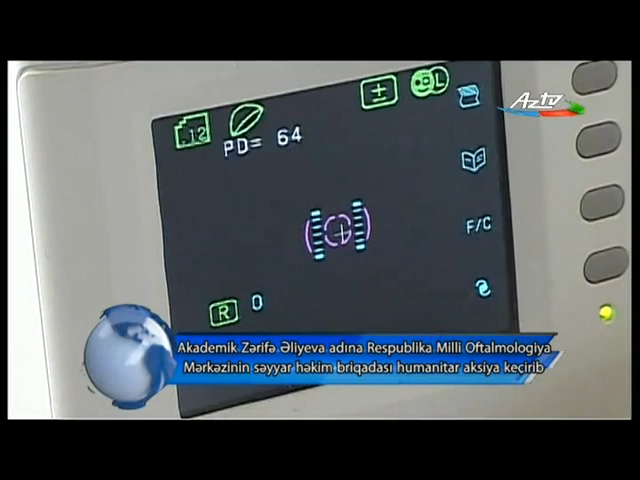 AzTV
.12
±
L
PD= 64
F/C
R 0
Akademik Zərifə Əliyeva adına Respublika Milli Oftalmologiya
Mərkəzinin səyyar həkim briqadası humanitar aksiya keçirib